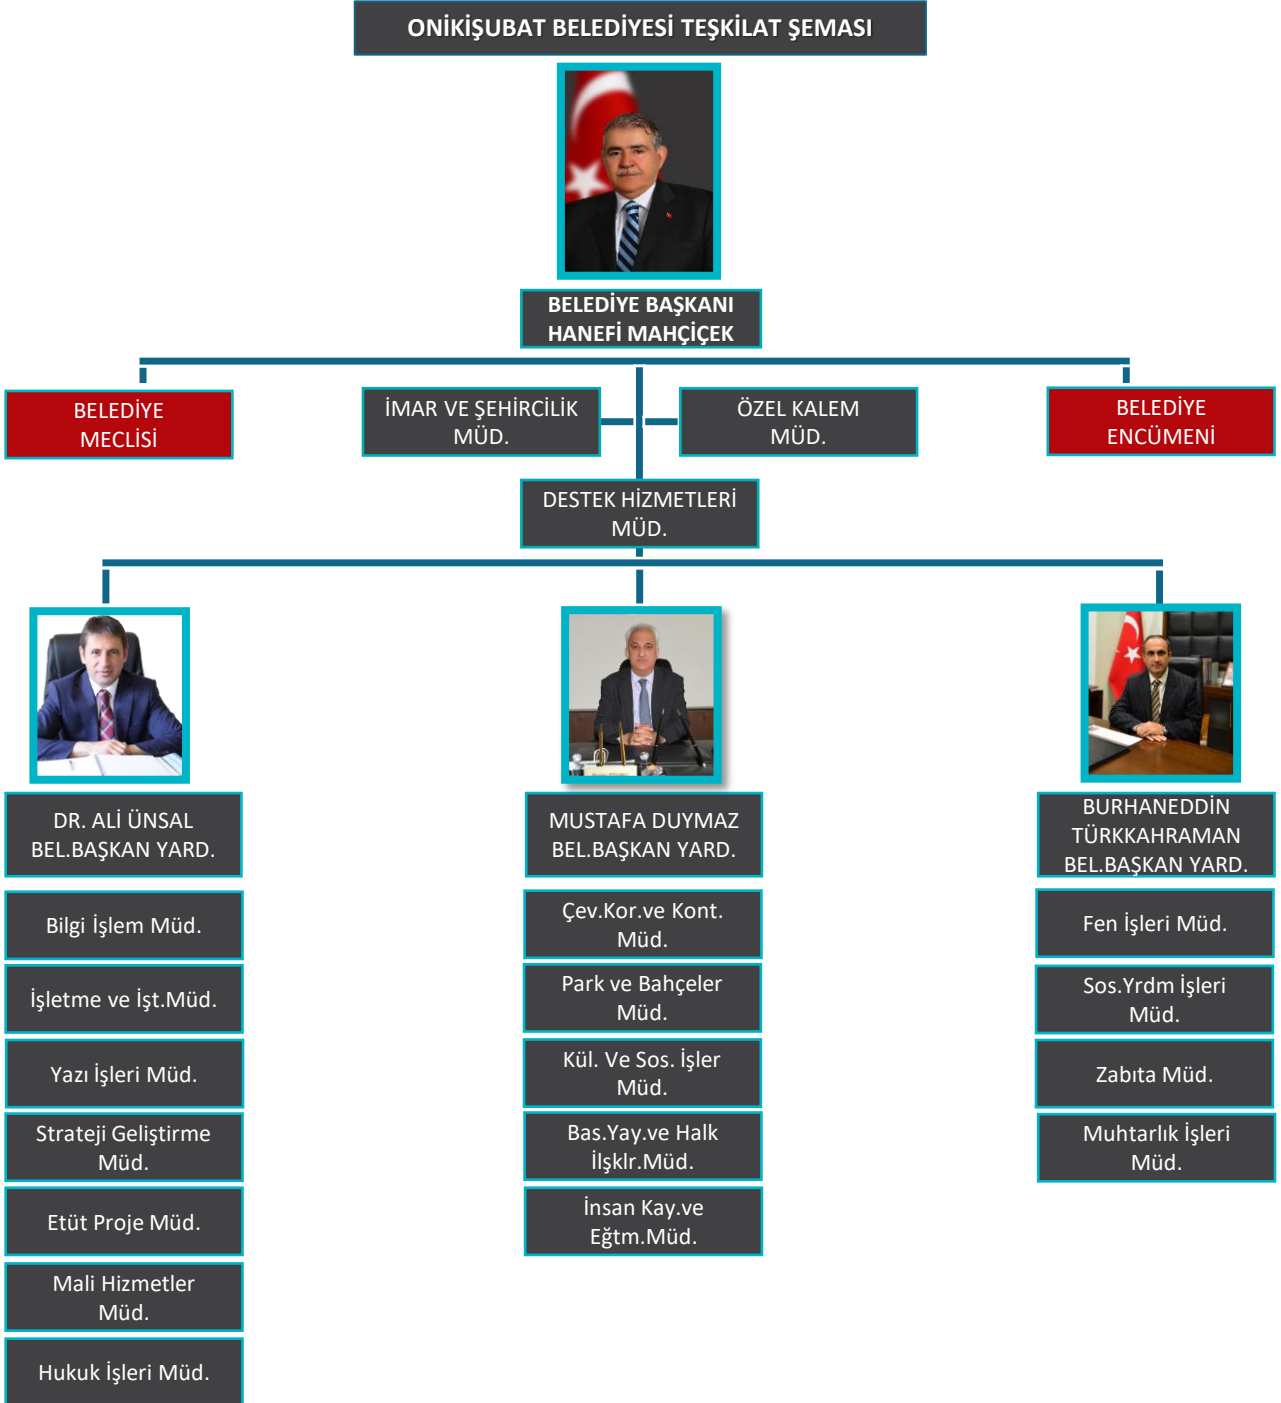 ONİKİŞUBAT BELEDİYESİ TEŞKİLAT ŞEMASI
BELEDİYE BAŞKANI
HANEFİ MAHÇİÇEK
BELEDİYE
MECLİSİ
İMAR VE ŞEHİRCİLİK
MÜD.
ÖZEL KALEM
MÜD.
BELEDİYE
ENCÜMENİ
DESTEK HİZMETLERİ
MÜD.
DR. ALİ ÜNSAL
BEL.BAŞKAN YARD.
Bilgi İşlem Müd.
İşletme ve İşt.Müd.
Yazı İşleri Müd.
Strateji Geliştirme
Müd.
Etüt Proje Müd.
Mali Hizmetler
Müd.
Hukuk İşleri Müd.
MUSTAFA DUYMAZ
BEL.BAŞKAN YARD.
Çev.Kor.ve Kont.
Müd.
Park ve Bahçeler
Müd.
Kül. Ve Sos. İşler
Müd.
Bas.Yay.ve Halk
İlşklr.Müd.
İnsan Kay.ve
Eğtm.Müd.
BURHANEDDİN
TÜRKKAHRAMAN
BEL.BAŞKAN YARD.
Fen İşleri Müd.
Sos.Yrdm İşleri
Müd.
Zabıta Müd.
Muhtarlık İşleri
Müd.